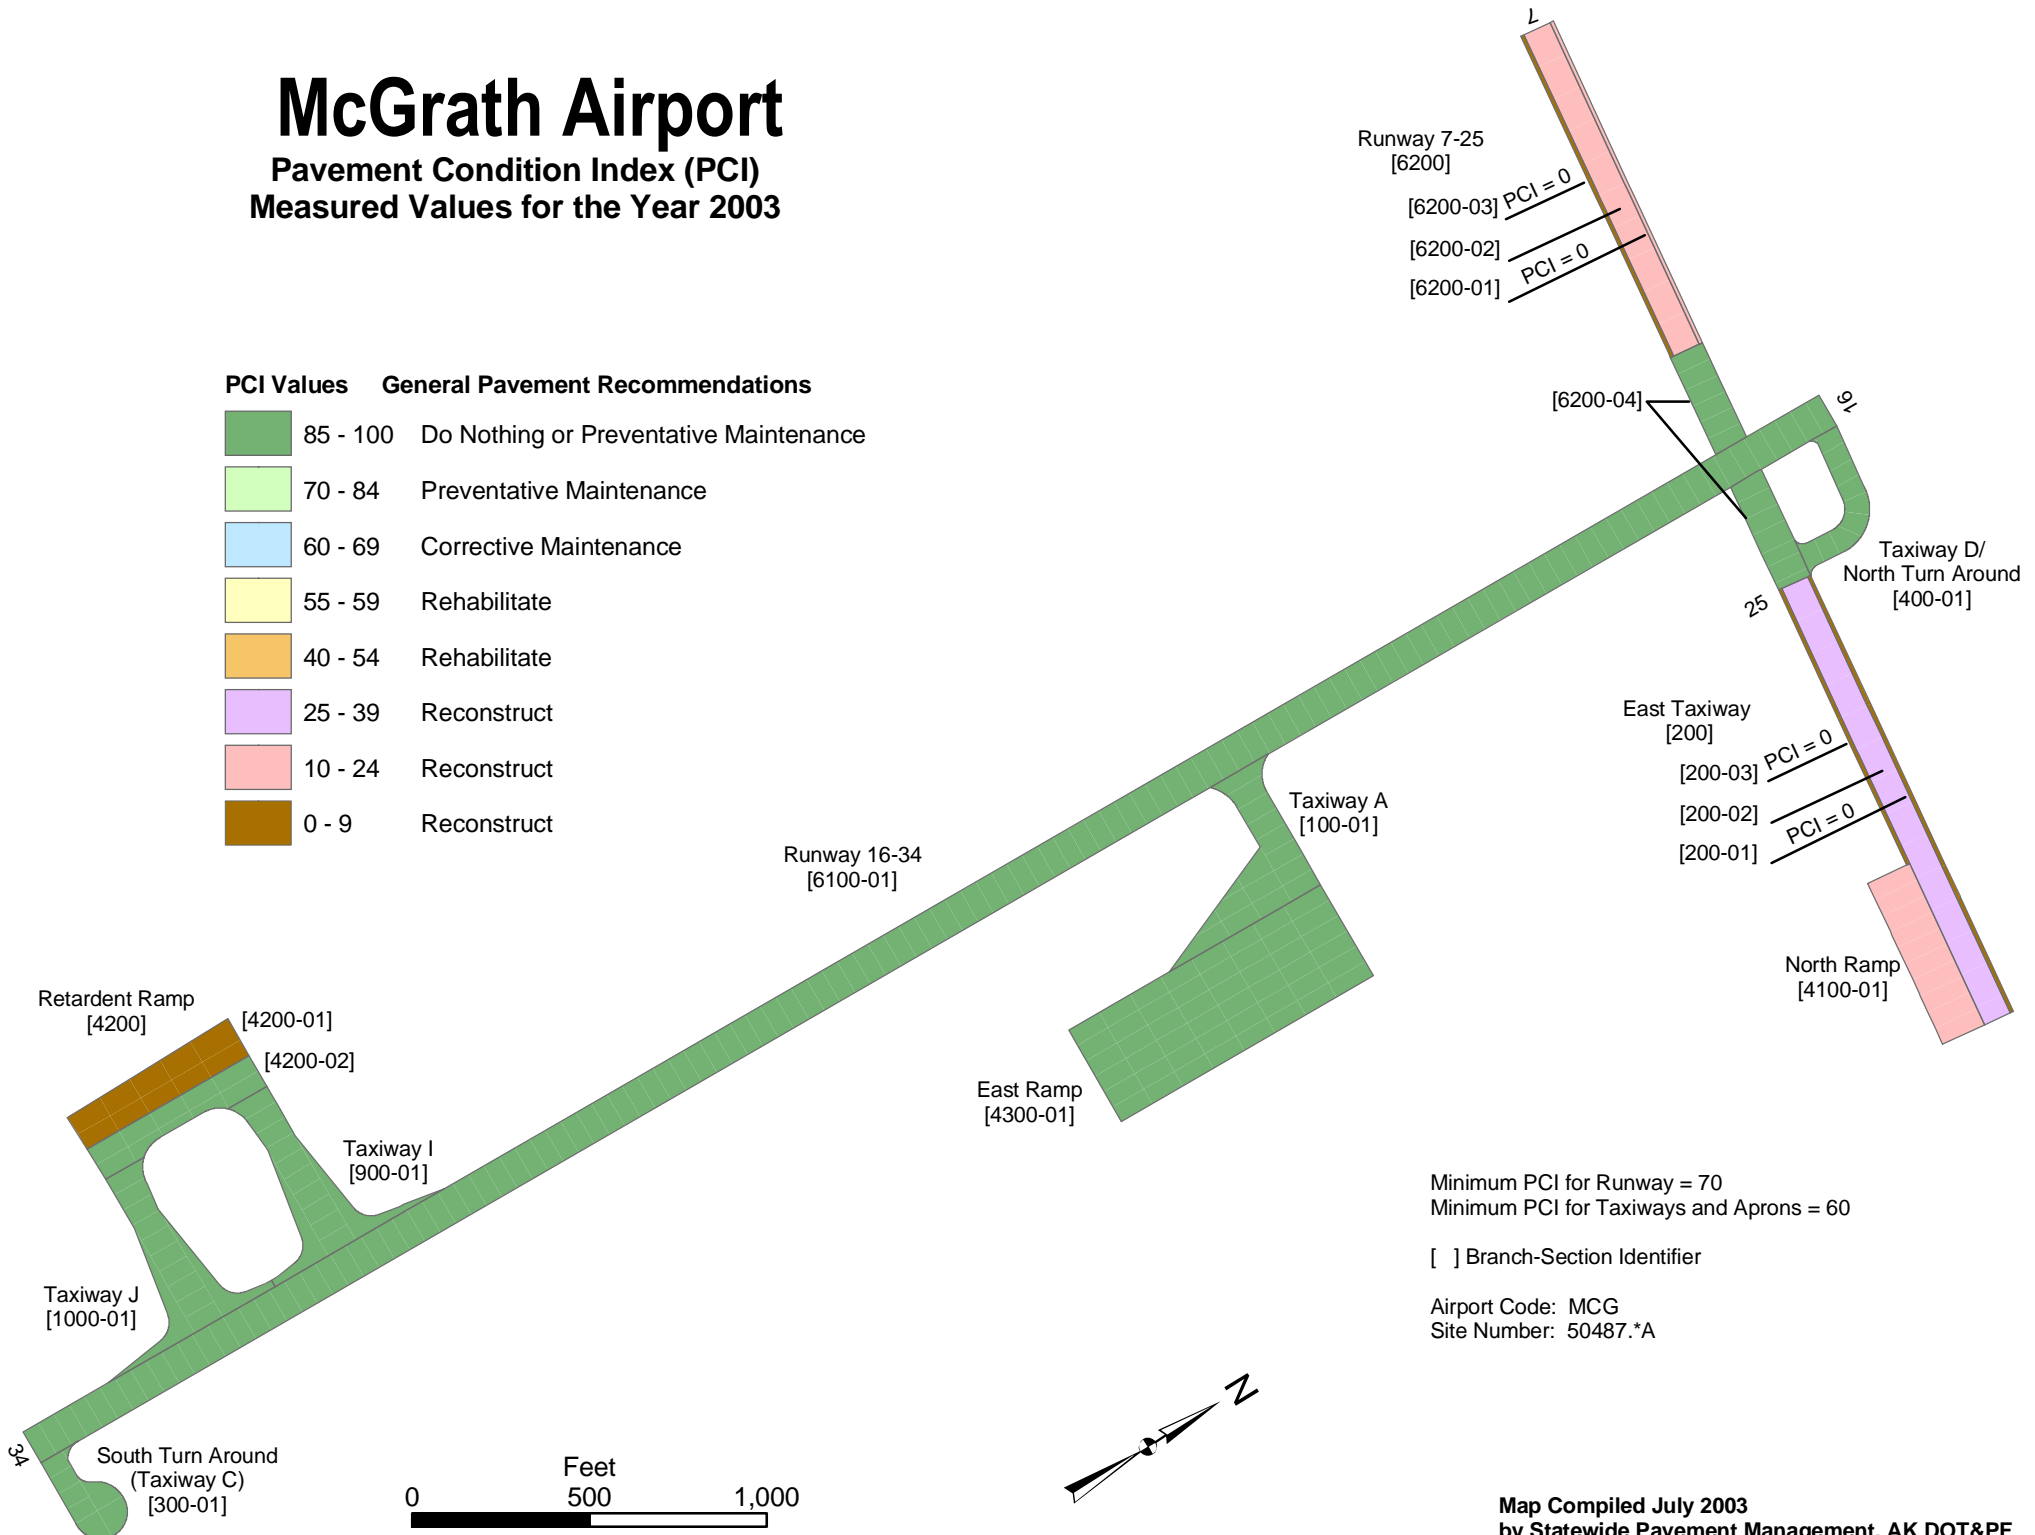 McGrath Airport
Pavement Condition Index (PCI)
Measured Values for the Year 2003
7
Runway 7-25
[6200]
[6200-03] PCI = 0
[6200-02]
[6200-01] PCI = 0
[6200-04]
16
PCI Values General Pavement Recommendations
85 - 100 Do Nothing or Preventative Maintenance
70 - 84 Preventative Maintenance
60 - 69 Corrective Maintenance
55 - 59 Rehabilitate
40 - 54 Rehabilitate
25 - 39 Reconstruct
10 - 24 Reconstruct
0 - 9 Reconstruct
Taxiway D/
North Turn Around
[400-01]
25
East Taxiway
[200]
[200-03] PCI = 0
[200-02]
[200-01] PCI = 0
Taxiway A
[100-01]
Runway 16-34
[6100-01]
North Ramp
[4100-01]
Retardent Ramp
[4200]
[4200-01]
[4200-02]
East Ramp
[4300-01]
Taxiway I
[900-01]
Taxiway J
[1000-01]
34
South Turn Around
(Taxiway C)
[300-01]
Minimum PCI for Runway = 70
Minimum PCI for Taxiways and Aprons = 60
[ ] Branch-Section Identifier
Airport Code: MCG
Site Number: 50487.*A
N
Feet
0 500 1,000
Map Compiled July 2003
by Statewide Pavement Management, AK DOT&PF